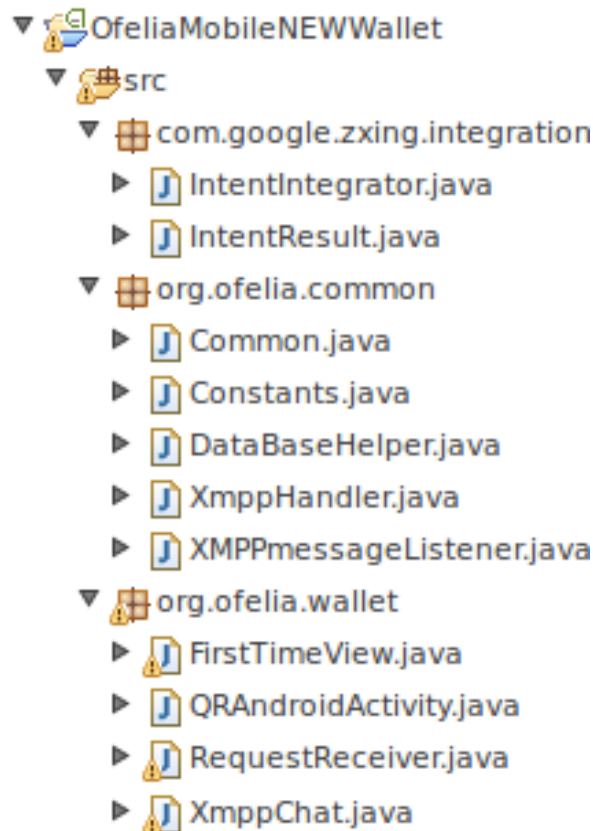 OfeliaMobileNEWWallet
src
com.google.zxing.integration
IntentIntegrator.java
IntentResult.java
org.ofelia.common
Common.java
Constants.java
DataBaseHelper.java
XmppHandler.java
XMPPmessageListener.java
org.ofelia.wallet
FirstTimeView.java
QRAndroidActivity.java
RequestReceiver.java
XmppChat.java